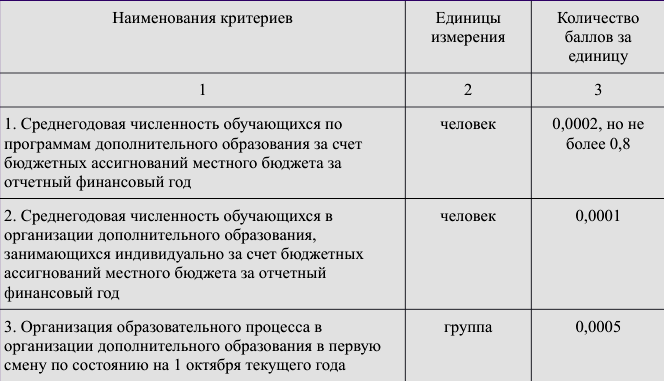 Наименования критериев
Единицы
измерения
Количество
баллов за
единицу
1
2
3
1. Среднегодовая численность обучающихся по
программам дополнительного образования за счет
бюджетных ассигнований местного бюджета за
отчетный финансовый год
человек
0,0002, но не
более 0,8
2. Среднегодовая численность обучающихся в
организации дополнительного образования,
занимающихся индивидуально за счет бюджетных
ассигнований местного бюджета за отчетный
финансовый год
человек
0,0001
3. Организация образовательного процесса в
организации дополнительного образования в первую
смену по состоянию на 1 октября текущего года
группа
0,0005